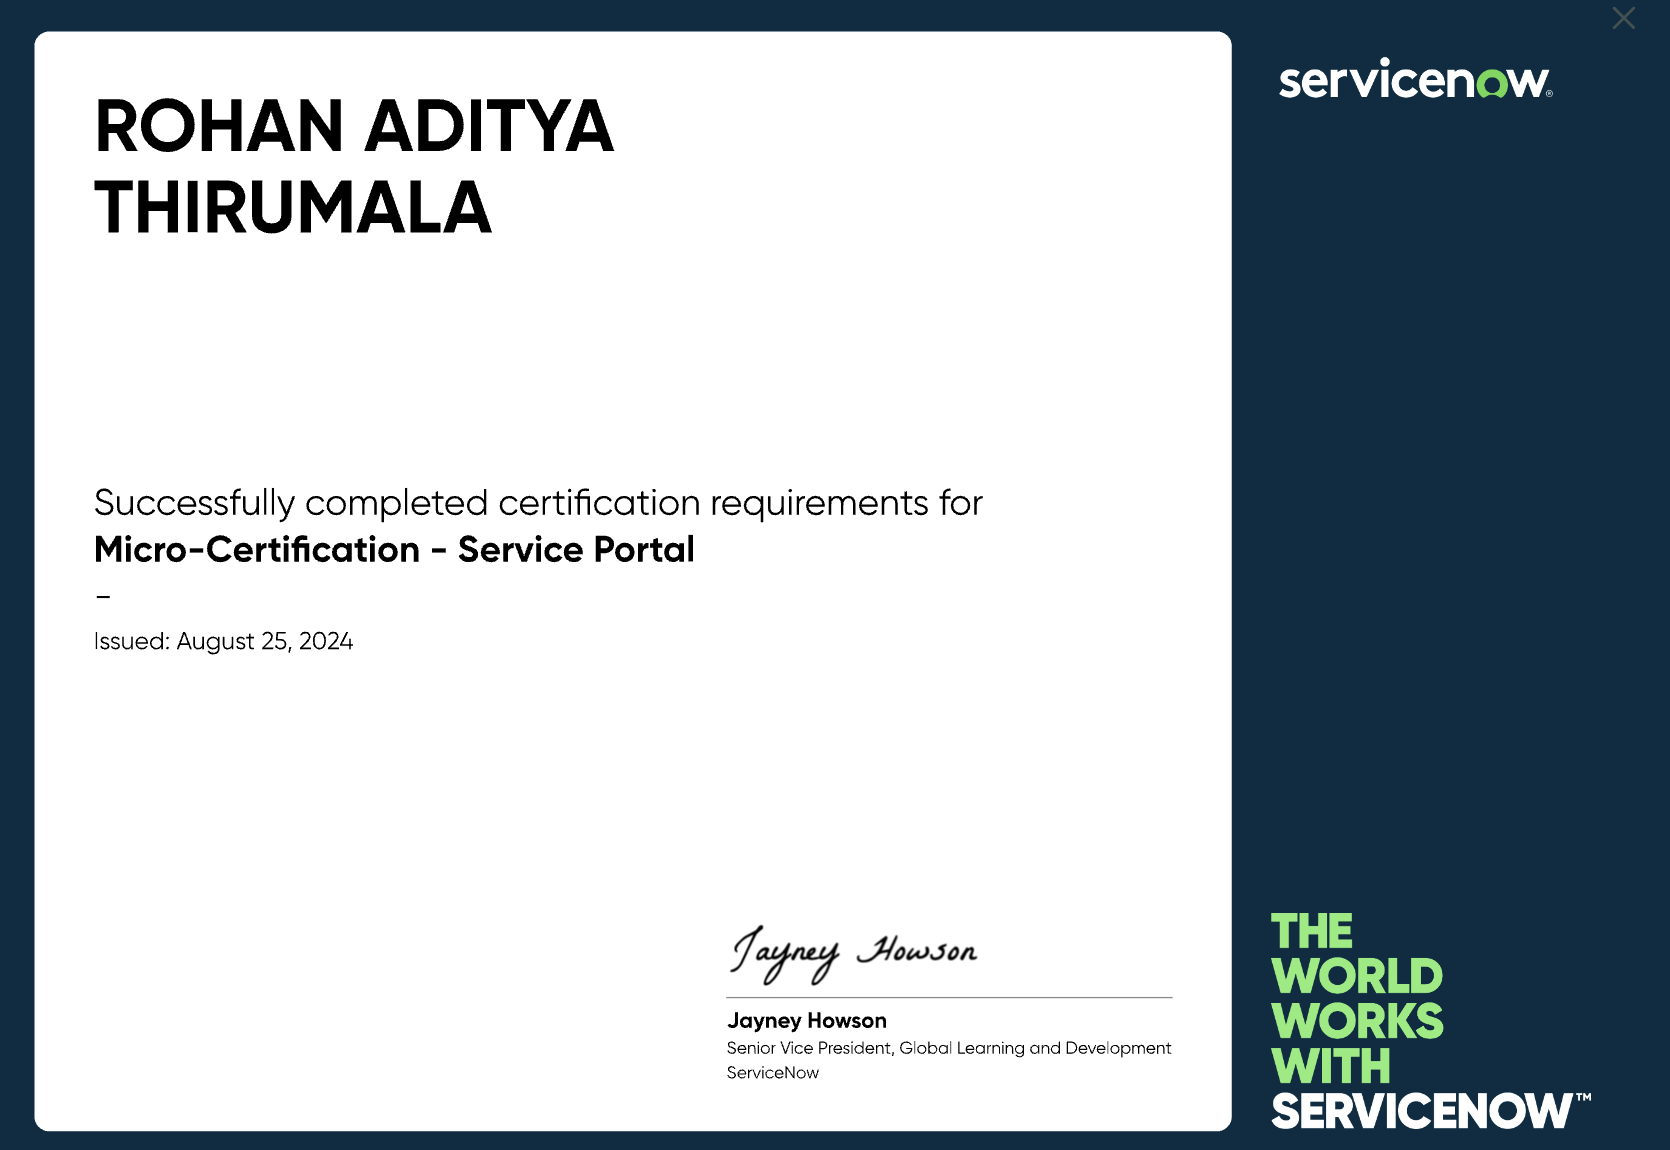 ROHAN ADITYA
THIRUMALA
Successfully completed certification requirements for
Micro-Certification - Service Portal
–
Issued: August 25, 2024
Jayney Howson
Jayney Howson
Senior Vice President, Global Learning and Development
ServiceNow
servicenow®
THE
WORLD
WORKS
WITH
SERVICENOW™